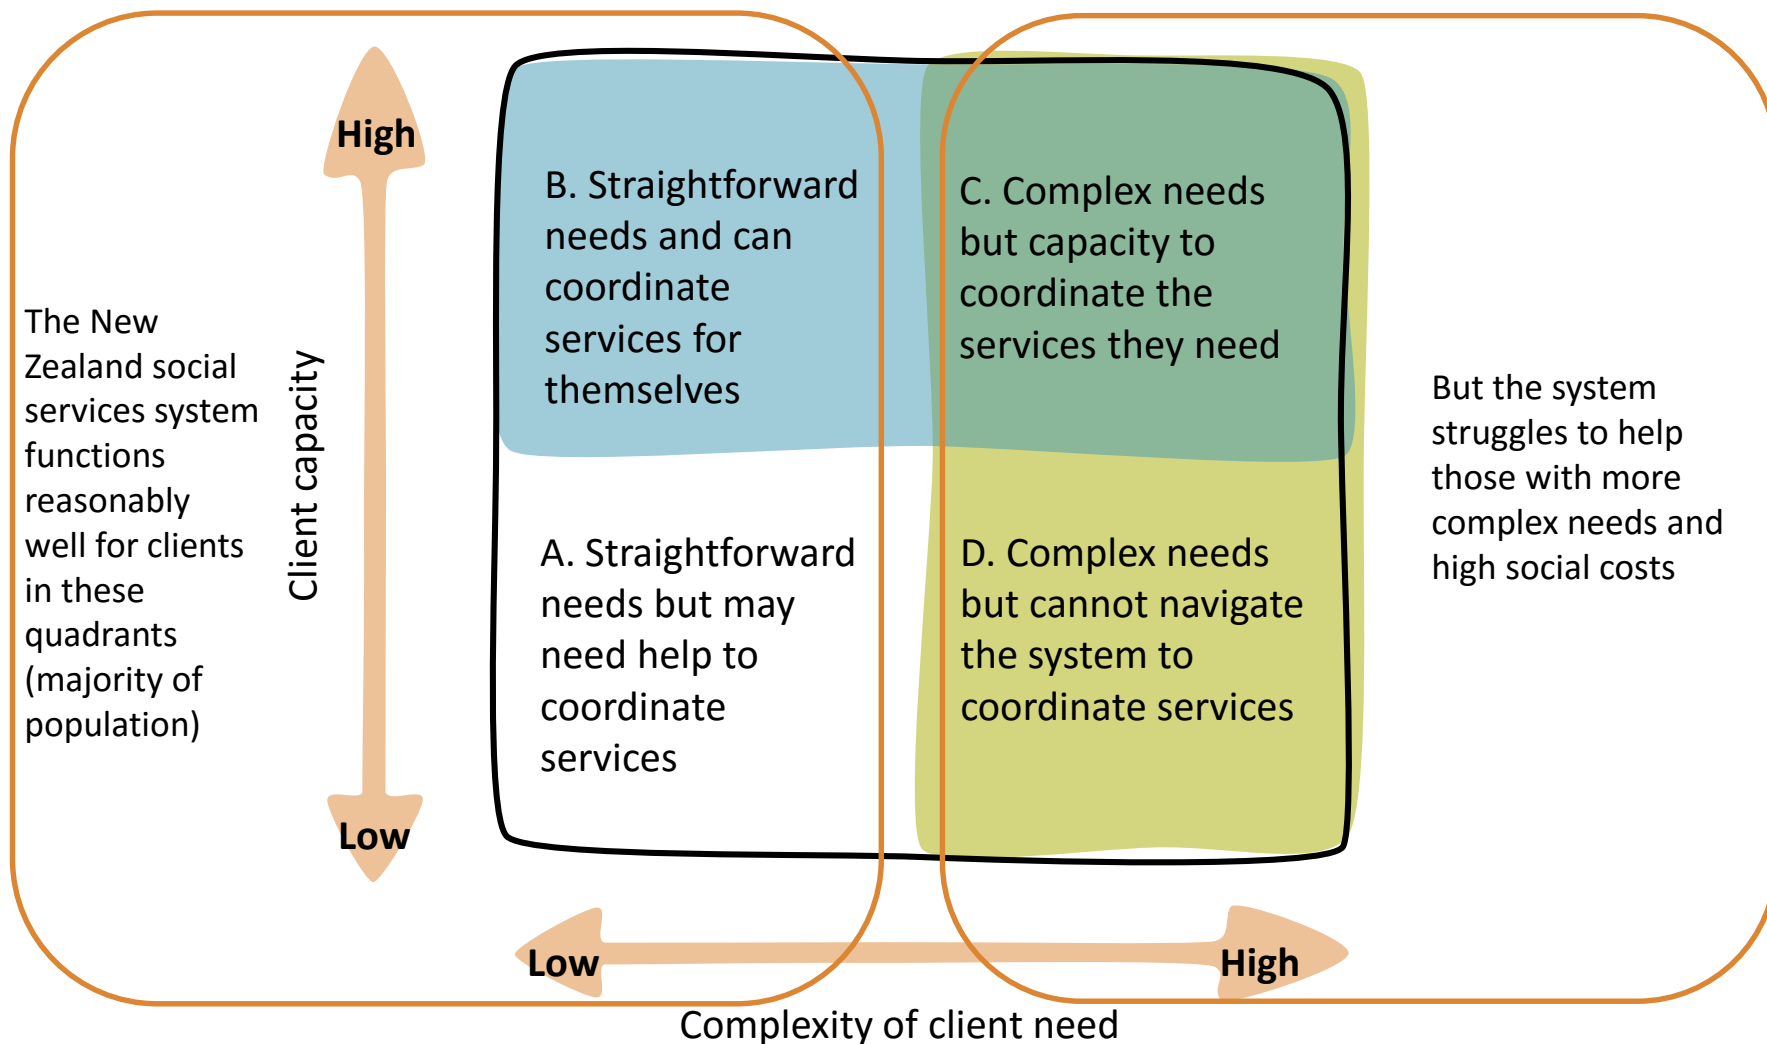 The New
Zealand social
services system
functions
reasonably
well for clients
in these
quadrants
(majority of
population)
Client capacity
High
Low
B. Straightforward
needs and can
coordinate
services for
themselves
C. Complex needs
but capacity to
coordinate the
services they need
A. Straightforward
needs but may
need help to
coordinate
services
D. Complex needs
but cannot navigate
the system to
coordinate services
But the system
struggles to help
those with more
complex needs and
high social costs
Low
High
Complexity of client need